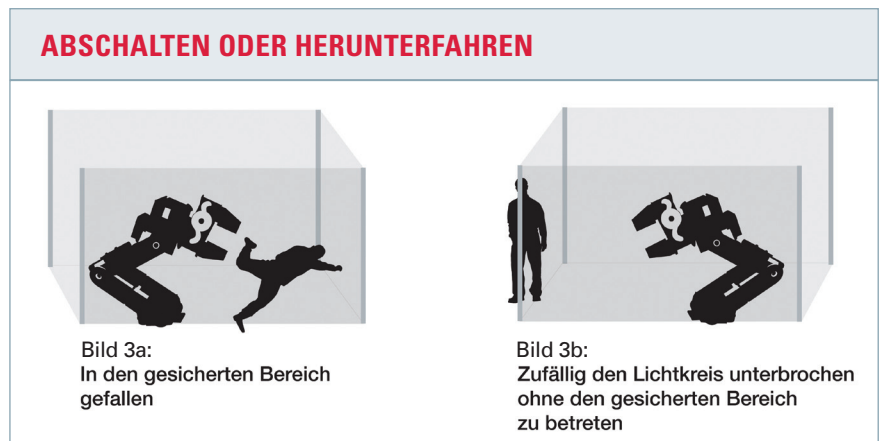 ABSCHALTEN ODER HERUNTERFAHREN
Bild 3a:
In den gesicherten Bereich
gefallen
Bild 3b:
Zufällig den Lichtkreis unterbrochen
ohne den gesicherten Bereich
zu betreten